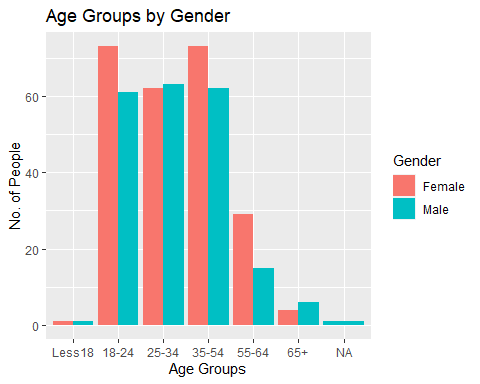 Age Groups by Gender
No. of People
60
40
20
0
Less18 18-24 25-34 35-54 55-64 65+ NA
Age Groups
Gender
Female
Male